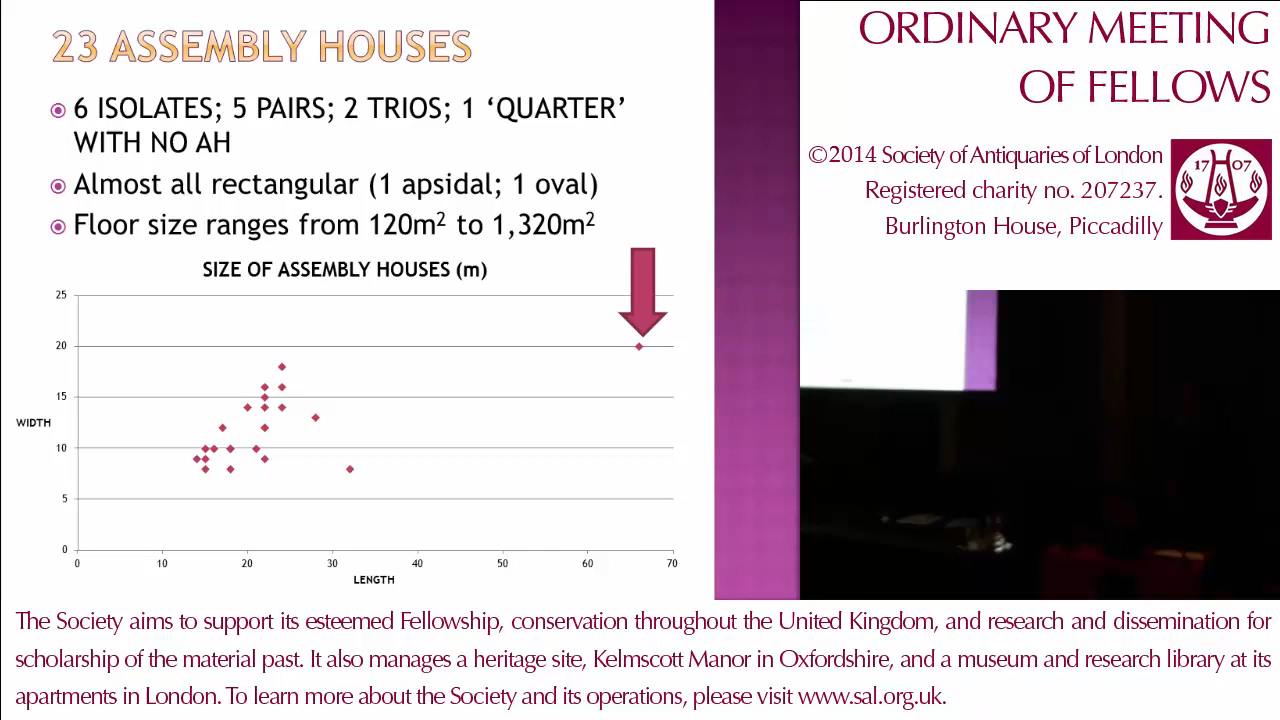 23 ASSEMBLY HOUSES
6 ISOLATES; 5 PAIRS; 2 TRIOS; 1 ‘QUARTER’
WITH NO AH
Almost all rectangular (1 apsidal; 1 oval)
Floor size ranges from 120m² to 1,320m²
SIZE OF ASSEMBLY HOUSES (m)
25
20
15
WIDTH
10
5
0
0 10 20 30 40 50 60 70
LENGTH
ORDINARY MEETING
OF FELLOWS
©2014 Society of Antiquaries of London
Registered charity no. 207237.
Burlington House, Piccadilly
17 07
The Society aims to support its esteemed Fellowship, conservation throughout the United Kingdom, and research and dissemination for
scholarship of the material past. It also manages a heritage site, Kelmscott Manor in Oxfordshire, and a museum and research library at its
apartments in London. To learn more about the Society and its operations, please visit www.sal.org.uk.